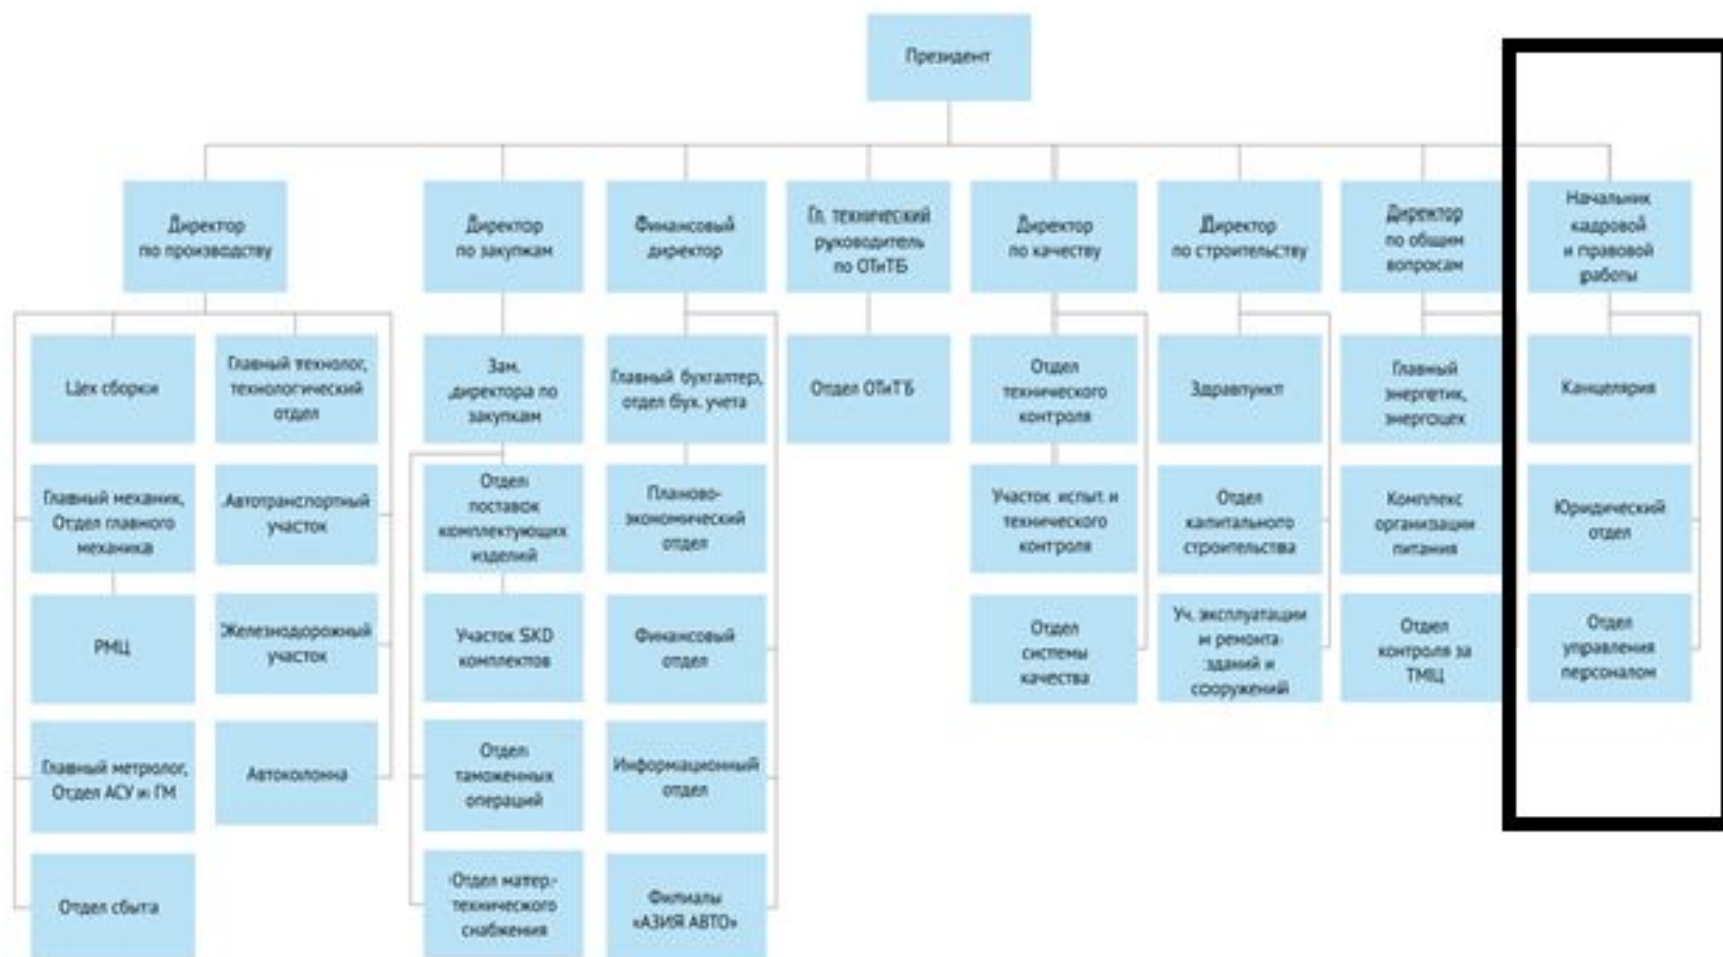 Президент
Директор
по производству
Директор
по закупкам
Финансовый
директор
Гл. технический
руководитель
по ОТиТБ
Директор
по качеству
Директор
по строительству
Директор
по общим
вопросам
Начальник
кадровой
и правовой
работы
Цех сборки
Главный технолог,
технологический
отдел
Зам.
директора по
закупкам
Главный бухгалтер,
отдел бух. учета
Отдел ОТиТБ
Отдел
технического
контроля
Здравпункт
Главный
энергетик,
энергоцех
Канцелярия
Главный механик,
Отдел главного
механика
Автотранспортный
участок
Отдел
поставок
комплектующих
изделий
Планово-
экономический
отдел
Участок испыт. и
технического
контроля
Отдел
капитального
строительства
Комплекс
организации
питания
Юридический
отдел
РМЦ
Железнодорожный
участок
Участок SKD
комплектов
Финансовый
отдел
Отдел
системы
качества
Уч. эксплуатации
и ремонта
зданий и
сооружений
Отдел
контроля за
ТМЦ
Отдел
управления
персоналом
Главный метролог,
Отдел АСУ и ГМ
Автоколонна
Отдел
таможенных
операций
Информационный
отдел
Отдел сбыта
Отдел матер.-
технического
снабжения
Филиалы
«АЗИЯ АВТО»